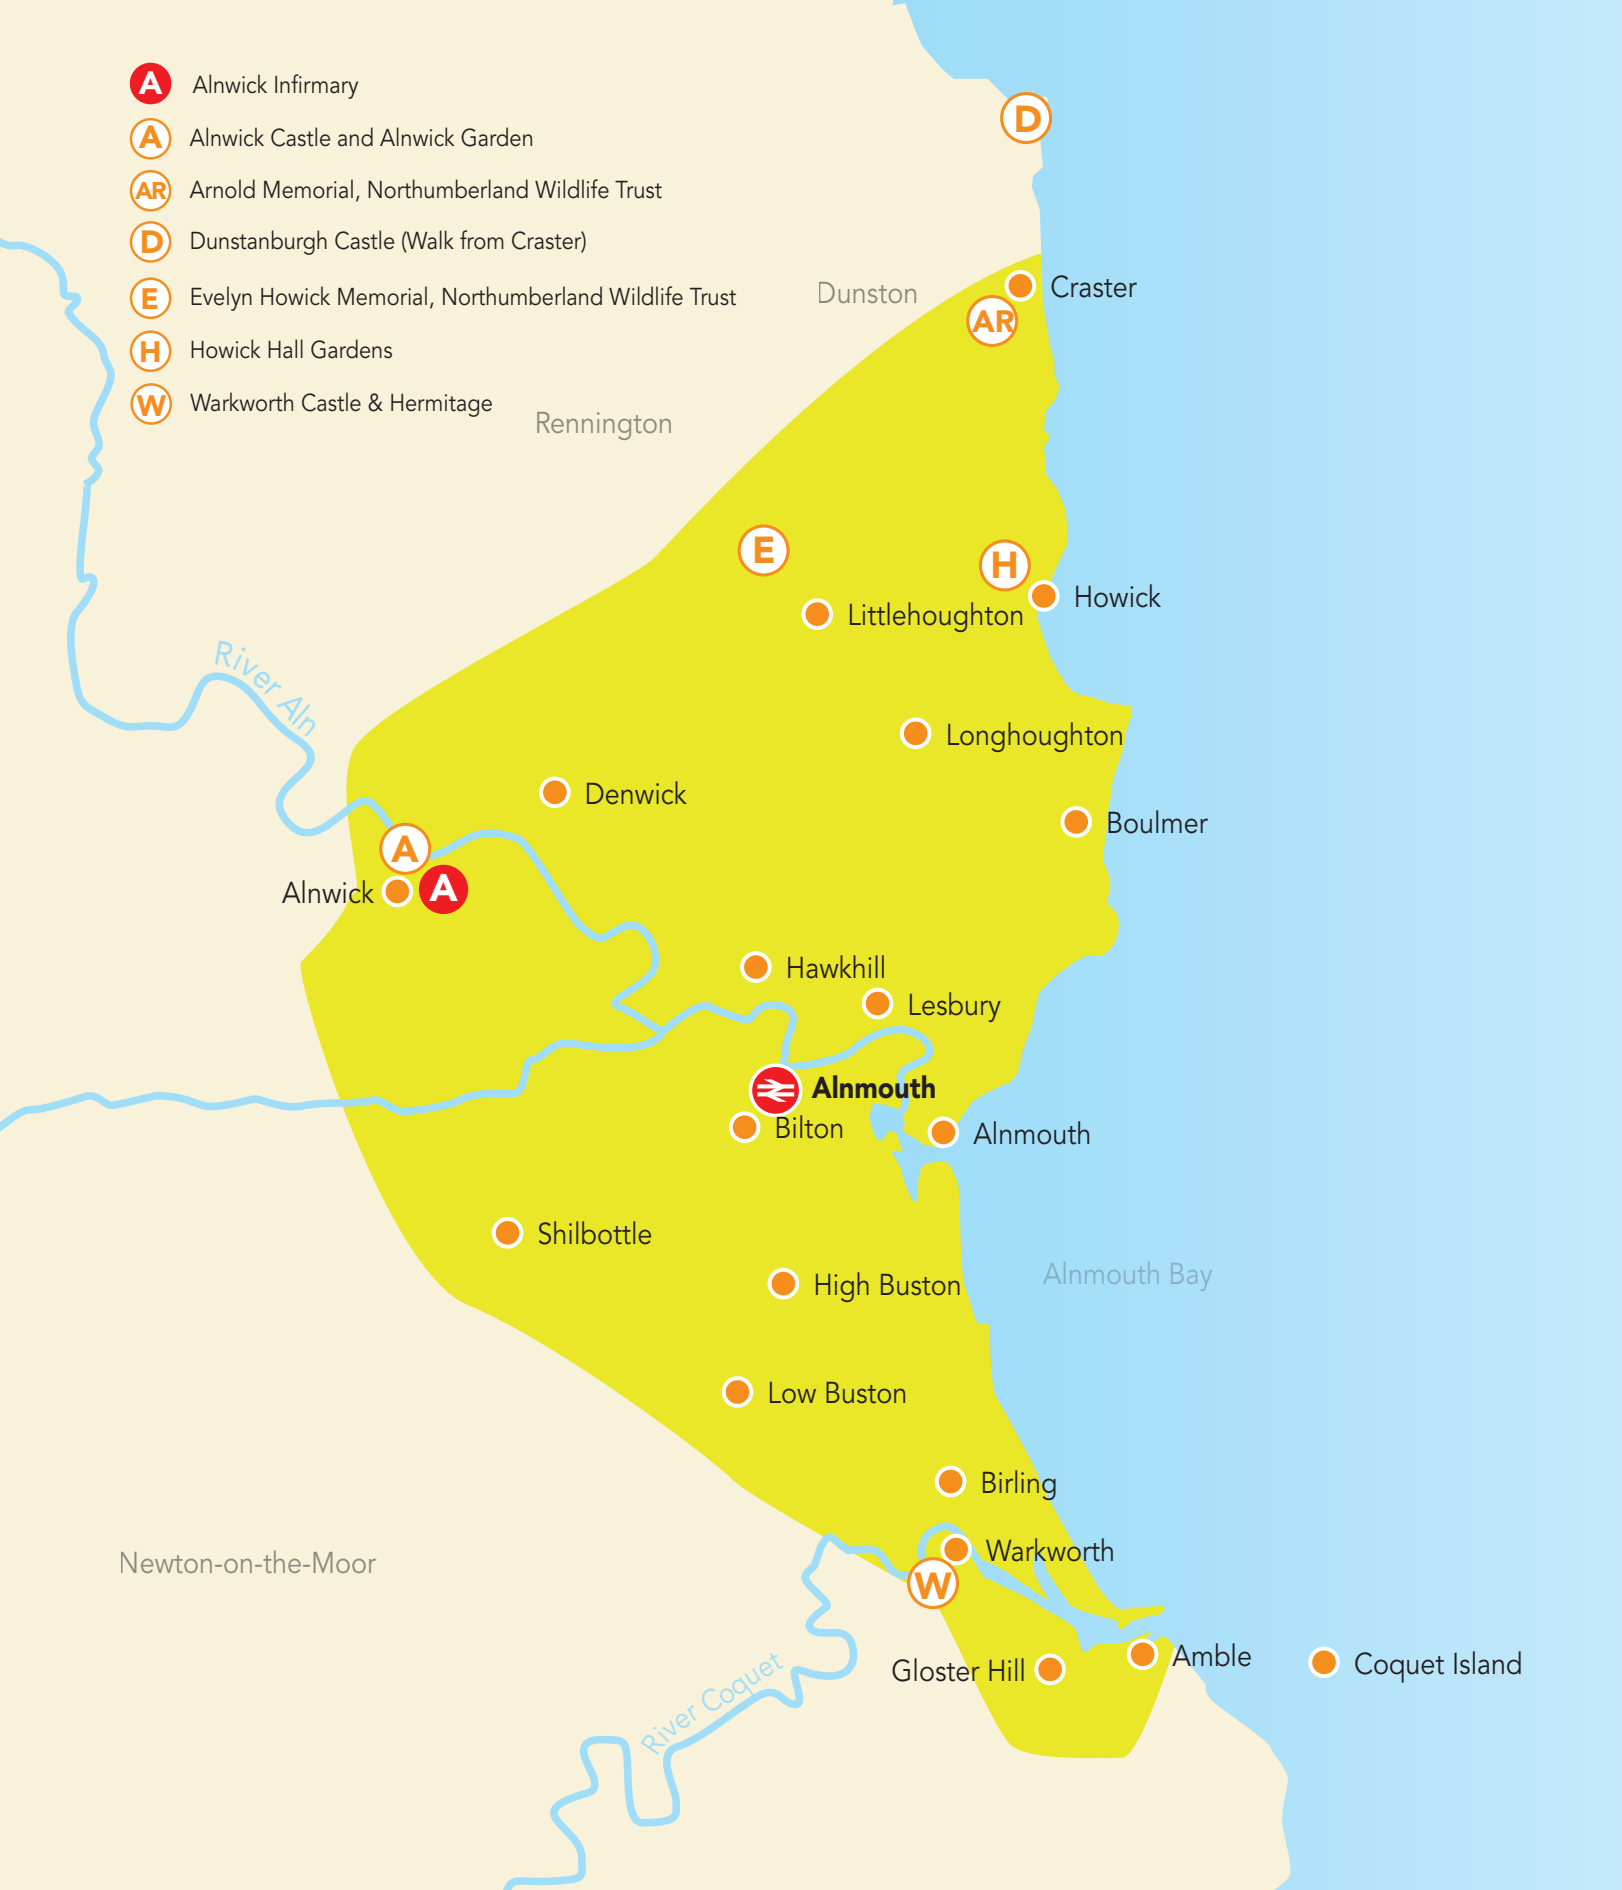 A Alnwick Infirmary
A Alnwick Castle and Alnwick Garden
AR Arnold Memorial, Northumberland Wildlife Trust
D Dunstanburgh Castle (Walk from Craster)
E Evelyn Howick Memorial, Northumberland Wildlife Trust
H Howick Hall Gardens
W Warkworth Castle & Hermitage
D
Dunston
Craster
AR
Rennington
E
H
Howick
Littlehoughton
River Aln
Longhoughton
Denwick
Boulmer
A
Alnwick
A
Hawkhill
Lesbury
Alnmouth
Bilton
Alnmouth
Shilbottle
Alnmouth Bay
High Buston
Low Buston
Birling
Warkworth
Newton-on-the-Moor
W
Amble
Coquet Island
Gloster Hill
River Coquet